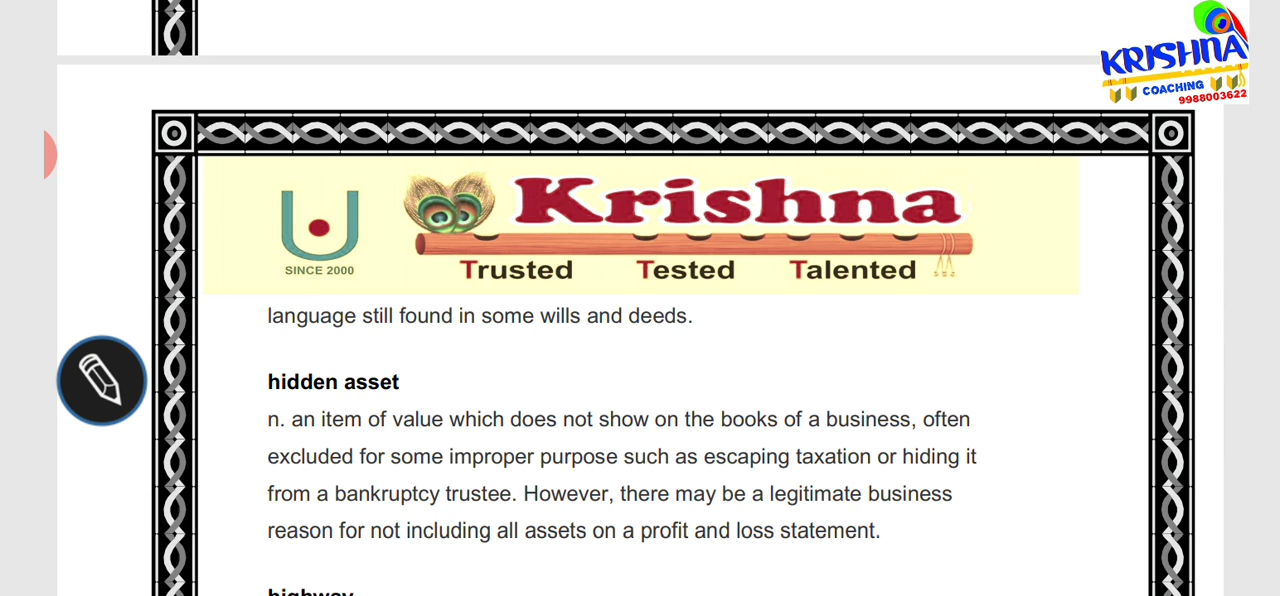 KRISHNA
COACHING
9988003622
Krishna
SINCE 2000
Trusted Tested Talented
language still found in some wills and deeds.
hidden asset
n. an item of value which does not show on the books of a business, often
excluded for some improper purpose such as escaping taxation or hiding it
from a bankruptcy trustee. However, there may be a legitimate business
reason for not including all assets on a profit and loss statement.
highway